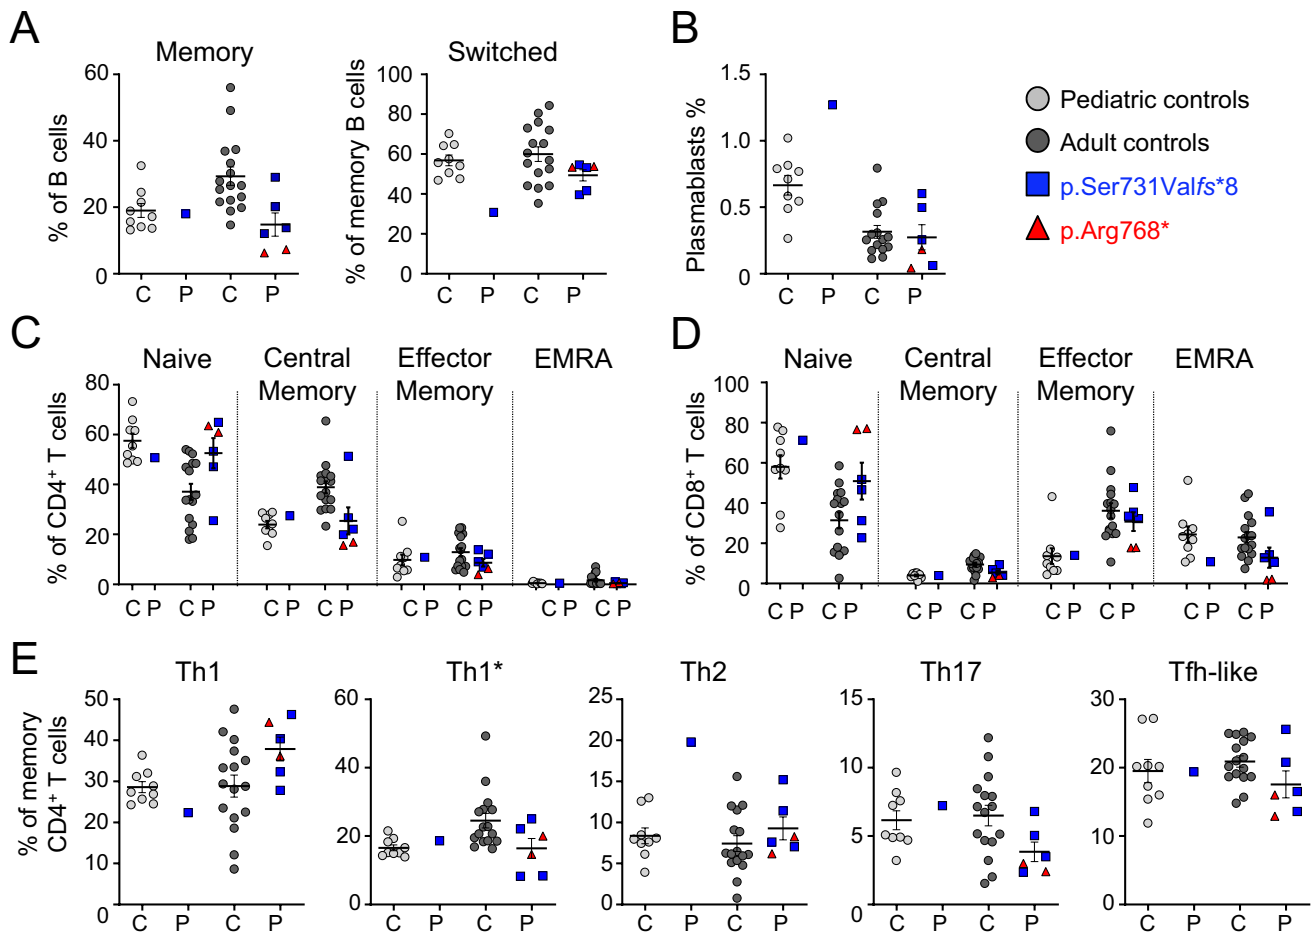 A
Memory
Switched
% of B cells
60
40
20
0
C P C P
% of memory B cells
100
80
60
40
20
0
C P C P
B
Plasmablasts %
1.5
1.0
0.5
0
C P C P
Pediatric controls
Adult controls
p.Ser731Valfs*8
p.Arg768*
C
Naive
Central
Memory
Effector
Memory
EMRA
% of CD4+ T cells
80
60
40
20
0
C P C P C P C P C P C P C P C P
D
Naive
Central
Memory
Effector
Memory
EMRA
% of CD8+ T cells
100
80
60
40
20
0
C P C P C P C P C P C P C P C P
E
Th1
Th1*
Th2
Th17
Tfh-like
% of memory
CD4+ T cells
50
40
30
20
10
0
C P C P
60
40
20
0
C P C P
25
20
15
10
5
0
C P C P
15
10
5
0
C P C P
30
20
10
0
C P C P